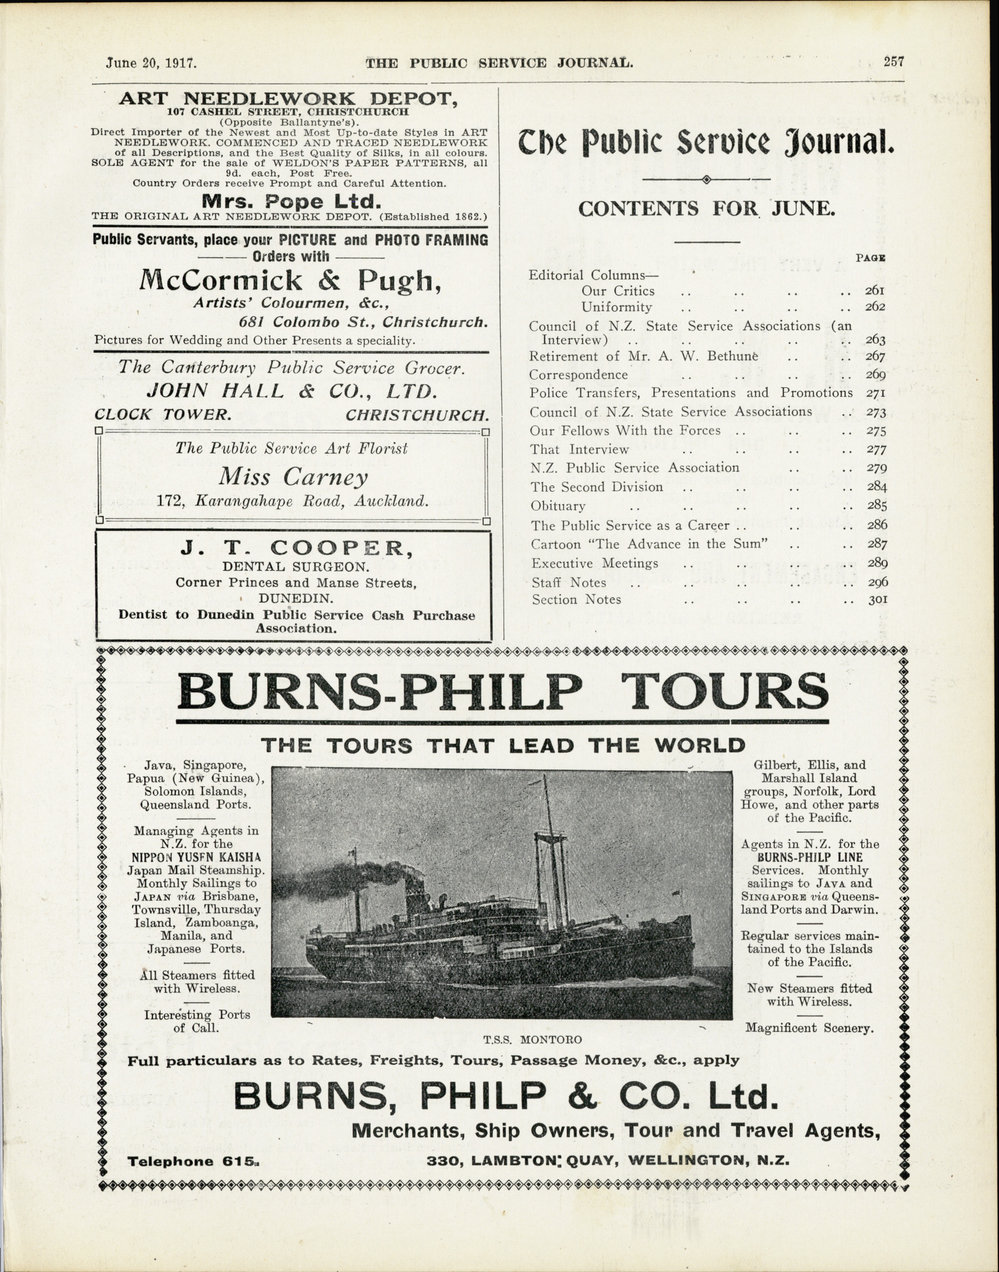 June 20, 1917. THE PUBLIC SERVICE JOURNAL. 257
ART NEEDLEWORK DEPOT,
107 CASHEL STREET, CHRISTCHURCH
(Opposite Ballantyne's).
Direct Importer of the Newest and Most Up-to-date Styles in ART
NEEDLEWORK. COMMENCED AND TRACED NEEDLEWORK
of all Descriptions, and the Best Quality of Silks, in all colours.
SOLE AGENT for the sale of WELDON'S PAPER PATTERNS, all
9d. each, Post Free.
Country Orders receive Prompt and Careful Attention.
Mrs. Pope Ltd.
THE ORIGINAL ART NEEDLEWORK DEPOT. (Established 1862.)
Public Servants, place your PICTURE and PHOTO FRAMING
Orders with
McCormick & Pugh,
Artists' Colourmen, &c.,
681 Colombo St., Christchurch.
Pictures for Wedding and Other Presents a speciality.
The Canterbury Public Service Grocer.
JOHN HALL & CO., LTD.
CLOCK TOWER. CHRISTCHURCH.
The Public Service Art Florist
Miss Carney
172, Karangahape Road, Auckland.
J. T. COOPER,
DENTAL SURGEON.
Corner Princes and Manse Streets,
DUNEDIN.
Dentist to Dunedin Public Service Cash Purchase
Association.
The Public Service Journal.
CONTENTS FOR JUNE.
PAGE
Editorial Columns—
Our Critics .. .. .. .. 261
Uniformity .. .. .. .. 262
Council of N.Z. State Service Associations (an
Interview) .. .. .. .. .. 263
Retirement of Mr. A. W. Bethune .. .. 267
Correspondence .. .. .. .. 269
Police Transfers, Presentations and Promotions 271
Council of N.Z. State Service Associations .. 273
Our Fellows With the Forces .. .. .. 275
That Interview .. .. .. .. 277
N.Z. Public Service Association .. .. 279
The Second Division .. .. .. .. 284
Obituary .. .. .. .. .. 285
The Public Service as a Career .. .. .. 286
Cartoon "The Advance in the Sum" .. .. 287
Executive Meetings .. .. .. .. 289
Staff Notes .. .. .. .. .. 296
Section Notes .. .. .. .. 301
BURNS-PHILP TOURS
THE TOURS THAT LEAD THE WORLD
Java, Singapore,
Papua (New Guinea),
Solomon Islands,
Queensland Ports.
Managing Agents in
N.Z. for the
NIPPON YUSEN KAISHA
Japan Mail Steamship.
Monthly Sailings to
JAPAN via Brisbane,
Townsville, Thursday
Island, Zamboanga,
Manila, and
Japanese Ports.
All Steamers fitted
with Wireless.
Interesting Ports
of Call.
Gilbert, Ellis, and
Marshall Island
groups, Norfolk, Lord
Howe, and other parts
of the Pacific.
Agents in N.Z. for the
BURNS-PHILP LINE
Services. Monthly
sailings to JAVA and
SINGAPORE via Queens-
land Ports and Darwin.
Regular services main-
tained to the Islands
of the Pacific.
New Steamers fitted
with Wireless.
Magnificent Scenery.
T.S.S. MONTORO
Full particulars as to Rates, Freights, Tours, Passage Money, &c., apply
BURNS, PHILP & CO. Ltd.
Merchants, Ship Owners, Tour and Travel Agents,
Telephone 615. 330, LAMBTON QUAY, WELLINGTON, N.Z.